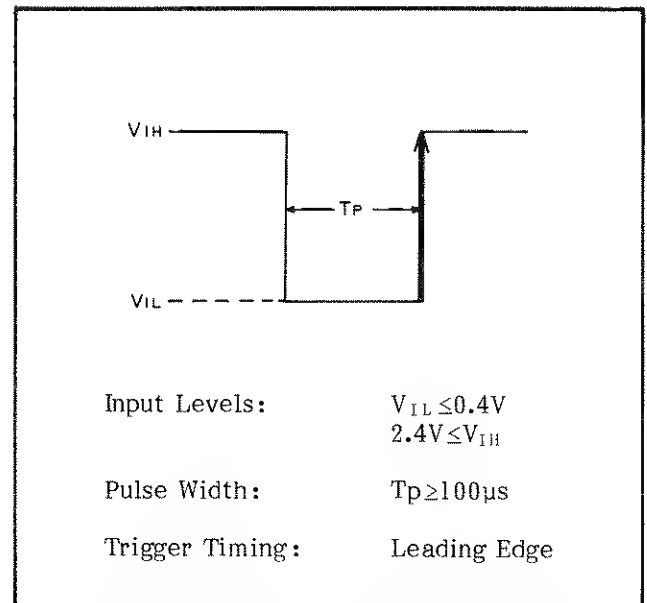 VIH
TP
VIL
Input Levels: VIL ≤0.4V
2.4V≤VIH
Pulse Width: Tp≥100µs
Trigger Timing: Leading Edge